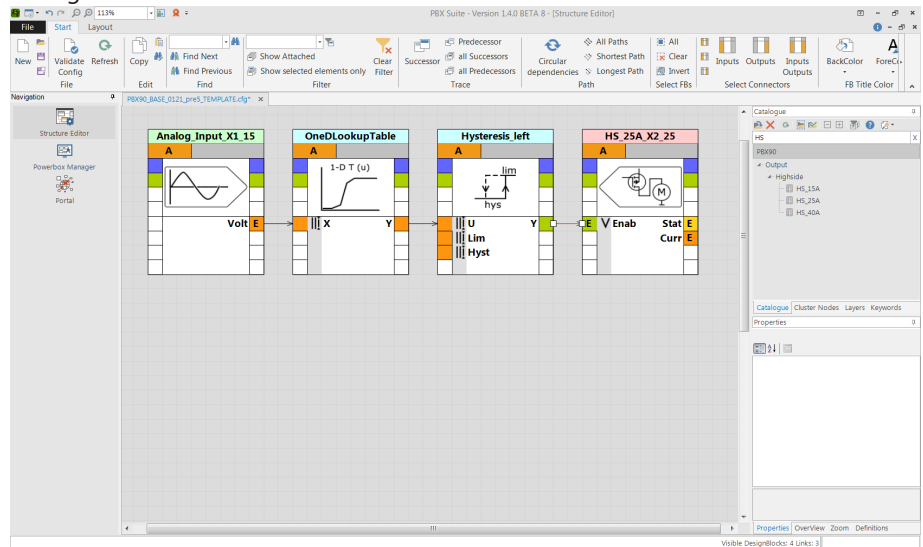 113%
PBX Suite - Version 1.4.0 BETA 8 - [Structure Editor]
File Start Layout
New Validate Config Refresh
File
Copy
Edit
Find Next
Find Previous
Find
Show Attached
Show selected elements only
Clear Filter
Filter
Successor
Predecessor
all Successors
all Predecessors
Trace
Circular dependencies
All Paths
Shortest Path
Longest Path
Path
All
Clear
Invert
Select FBs
Inputs Outputs Inputs Outputs
Select Connectors
BackColor ForeC
FB Title Color
Navigation
Structure Editor
Powerbox Manager
Portal
PBX90_BASE_0121_pre5_TEMPLATE.cfg* ×
Analog_Input_X1_15
A
Volt E
OneDLookupTable
A
1-D T (u)
X Y
Hysteresis_left
A
lim
hys
U Y
Lim
Hyst
HS_25A_X2_25
A
M
E V Enab Stat E
Curr E
Catalogue
HS X
PBX90
Output
Highside
HS_15A
HS_25A
HS_40A
Catalogue Cluster Nodes Layers Keywords
Properties
Properties OverView Zoom Definitions
Visible DesignBlocks: 4 Links: 3